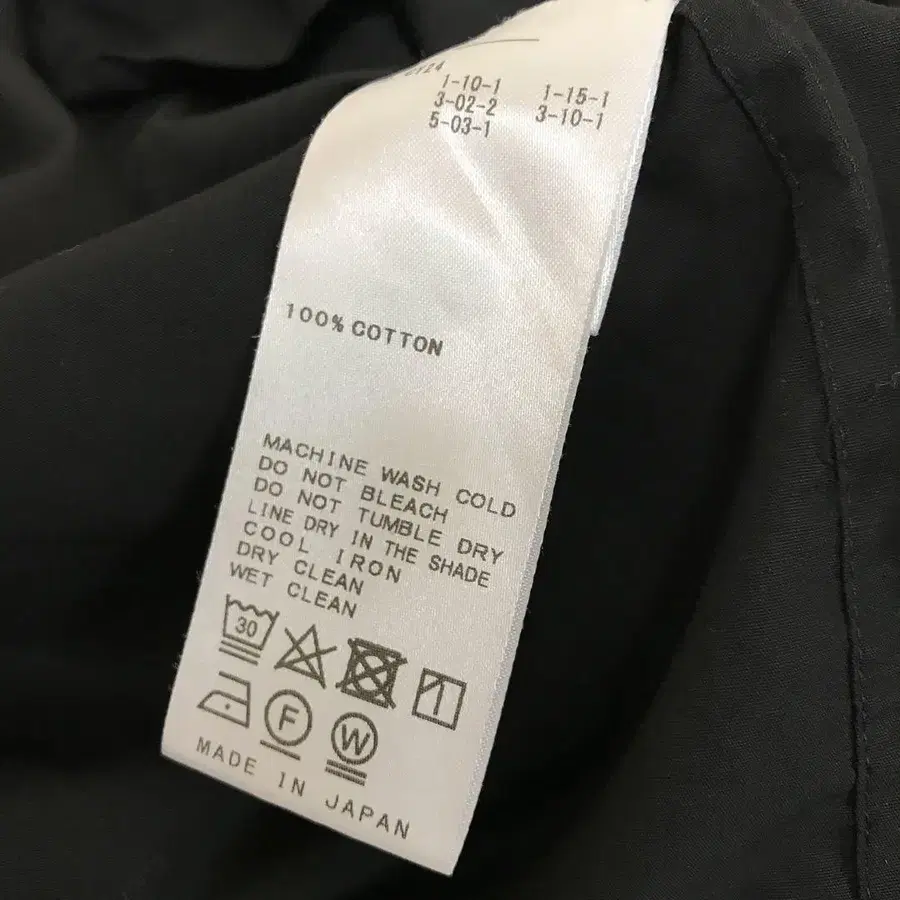 1-10-1 1-15-1
3-02-2 3-10-1
5-03-1
100% COTTON
MACHINE WASH COLD
DO NOT BLEACH
DO NOT TUMBLE DRY
LINE DRY IN THE SHADE
COOL IRON
DRY CLEAN
WET CLEAN
30
F W
MADE IN JAPAN